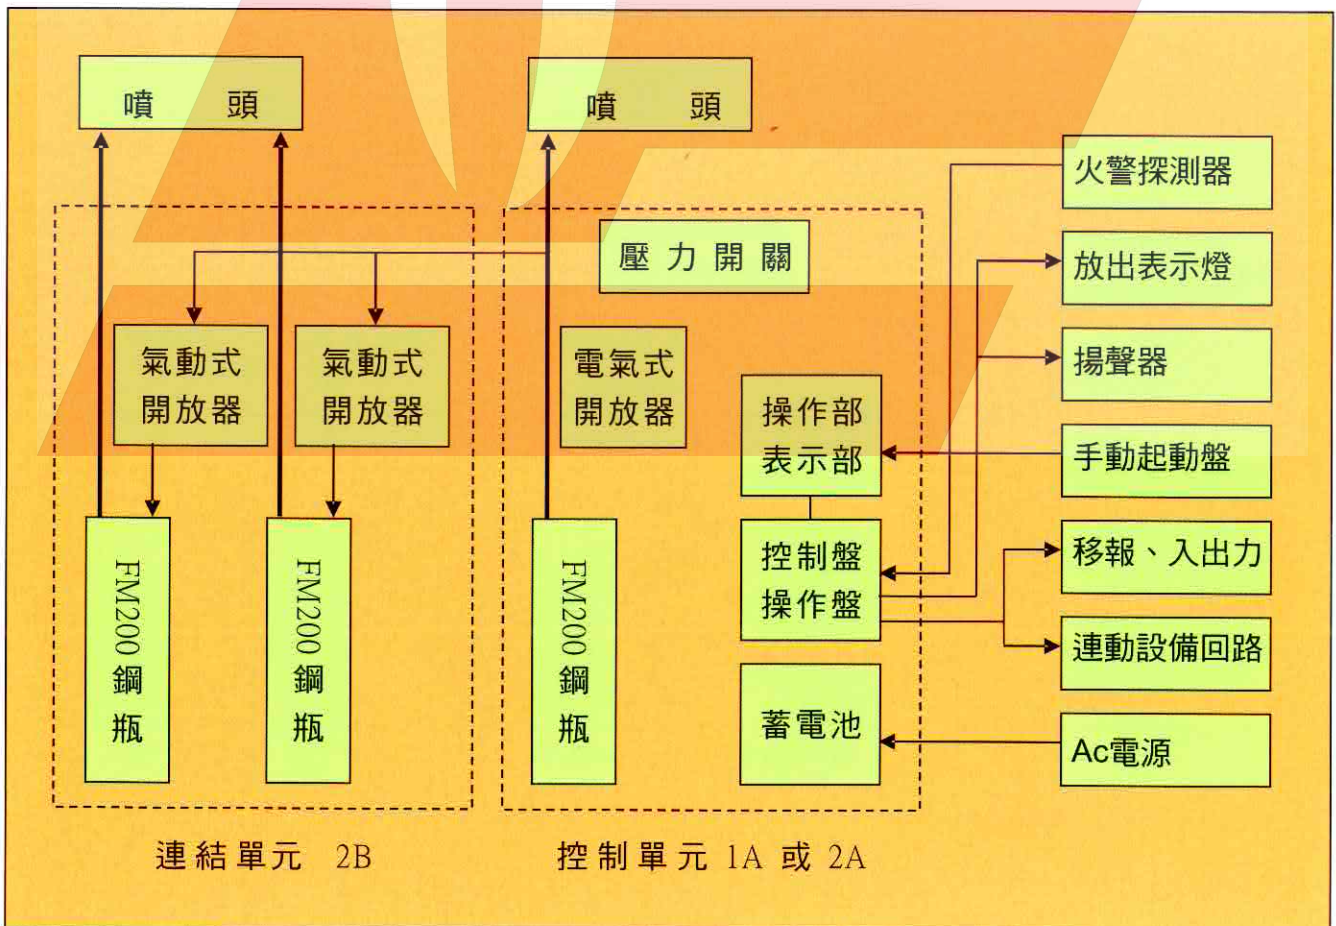 噴 頭
噴 頭
火警探測器
壓力開關
放出表示燈
氣動式
開放器
氣動式
開放器
電氣式
開放器
揚聲器
操作部
表示部
手動起動盤
FM200鋼瓶
FM200鋼瓶
FM200鋼瓶
控制盤
操作盤
移報、入出力
連動設備回路
蓄電池
Ac電源
連結單元 2B
控制單元 1A 或 2A